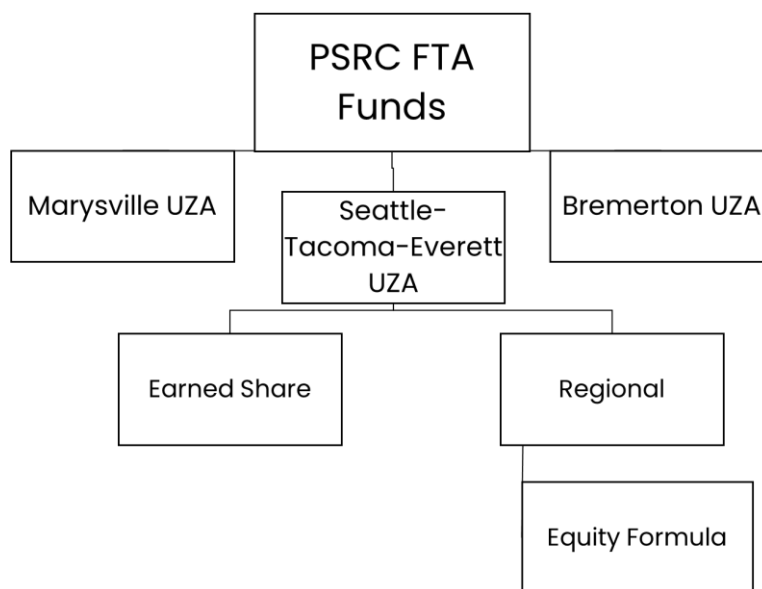 PSRC FTA
Funds
Marysville UZA
Seattle-
Tacoma-Everett
UZA
Bremerton UZA
Earned Share
Regional
Equity Formula